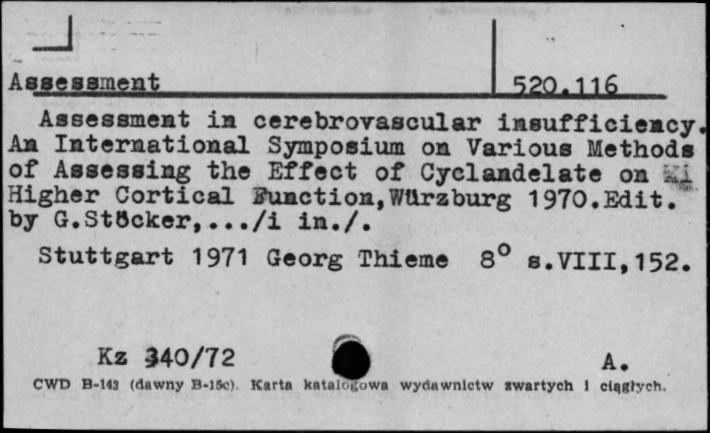 Assessment 520.116
Assessment in cerebrovascular insufficiency.
An International Symposium on Various Methods
of Assessing the Effect of Cyclandelate on
Higher Cortical Function,Würzburg 1970.Edit.
by G.Stöcker,.../i in./.
Stuttgart 1971 Georg Thieme 8° s.VIII,152.
Kz 340/72 A.
CWD B-143 (dawny B-15c). Karta katalogowa wydawnictw zwartych i ciągłych.